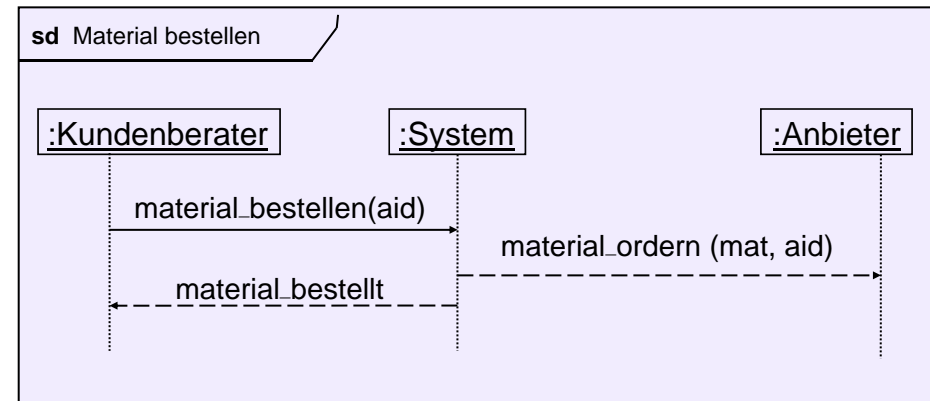 sd Material bestellen
:Kundenberater
:System
:Anbieter
material_bestellen(aid)
material_ordern (mat, aid)
material_bestellt